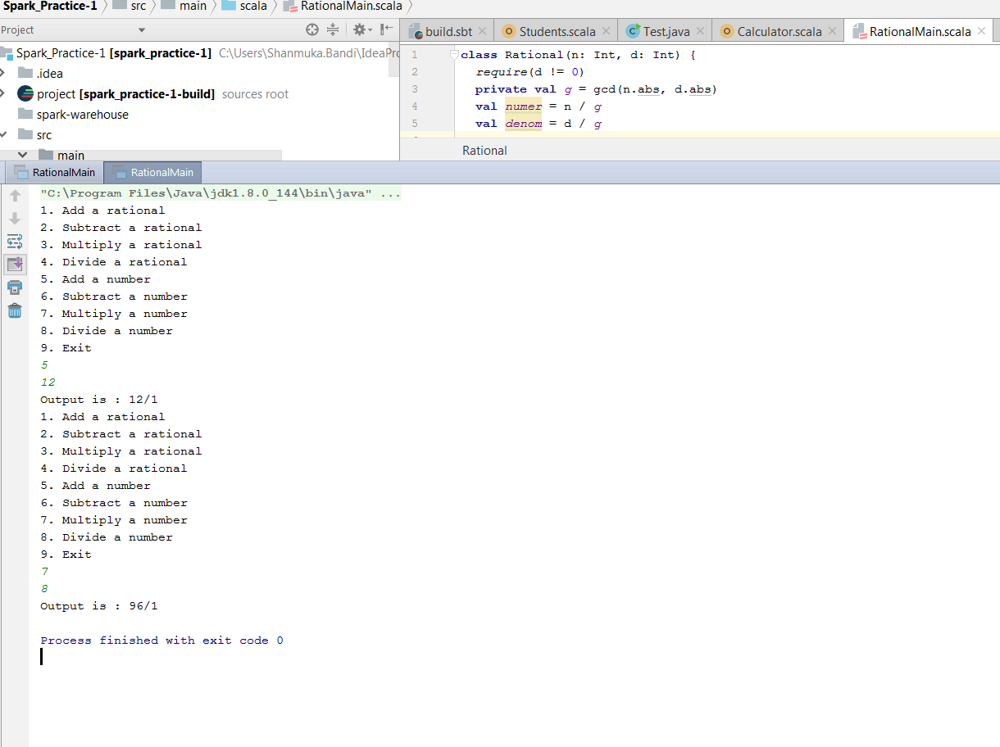 Spark_Practice-1 src main scala RationalMain.scala
Project
build.sbt Students.scala Test.java Calculator.scala RationalMain.scala
Spark_Practice-1 [spark_practice-1] C:\Users\Shanmuka.Bandi\IdeaPro
.idea
project [spark_practice-1-build] sources root
spark-warehouse
src
main
1 class Rational(n: Int, d: Int) {
2 require(d != 0)
3 private val g = gcd(n.abs, d.abs)
4 val numer = n / g
5 val denom = d / g
Rational
RationalMain RationalMain
"C:\Program Files\Java\jdk1.8.0_144\bin\java" ...
1. Add a rational
2. Subtract a rational
3. Multiply a rational
4. Divide a rational
5. Add a number
6. Subtract a number
7. Multiply a number
8. Divide a number
9. Exit
5
12
Output is : 12/1
1. Add a rational
2. Subtract a rational
3. Multiply a rational
4. Divide a rational
5. Add a number
6. Subtract a number
7. Multiply a number
8. Divide a number
9. Exit
7
8
Output is : 96/1
Process finished with exit code 0